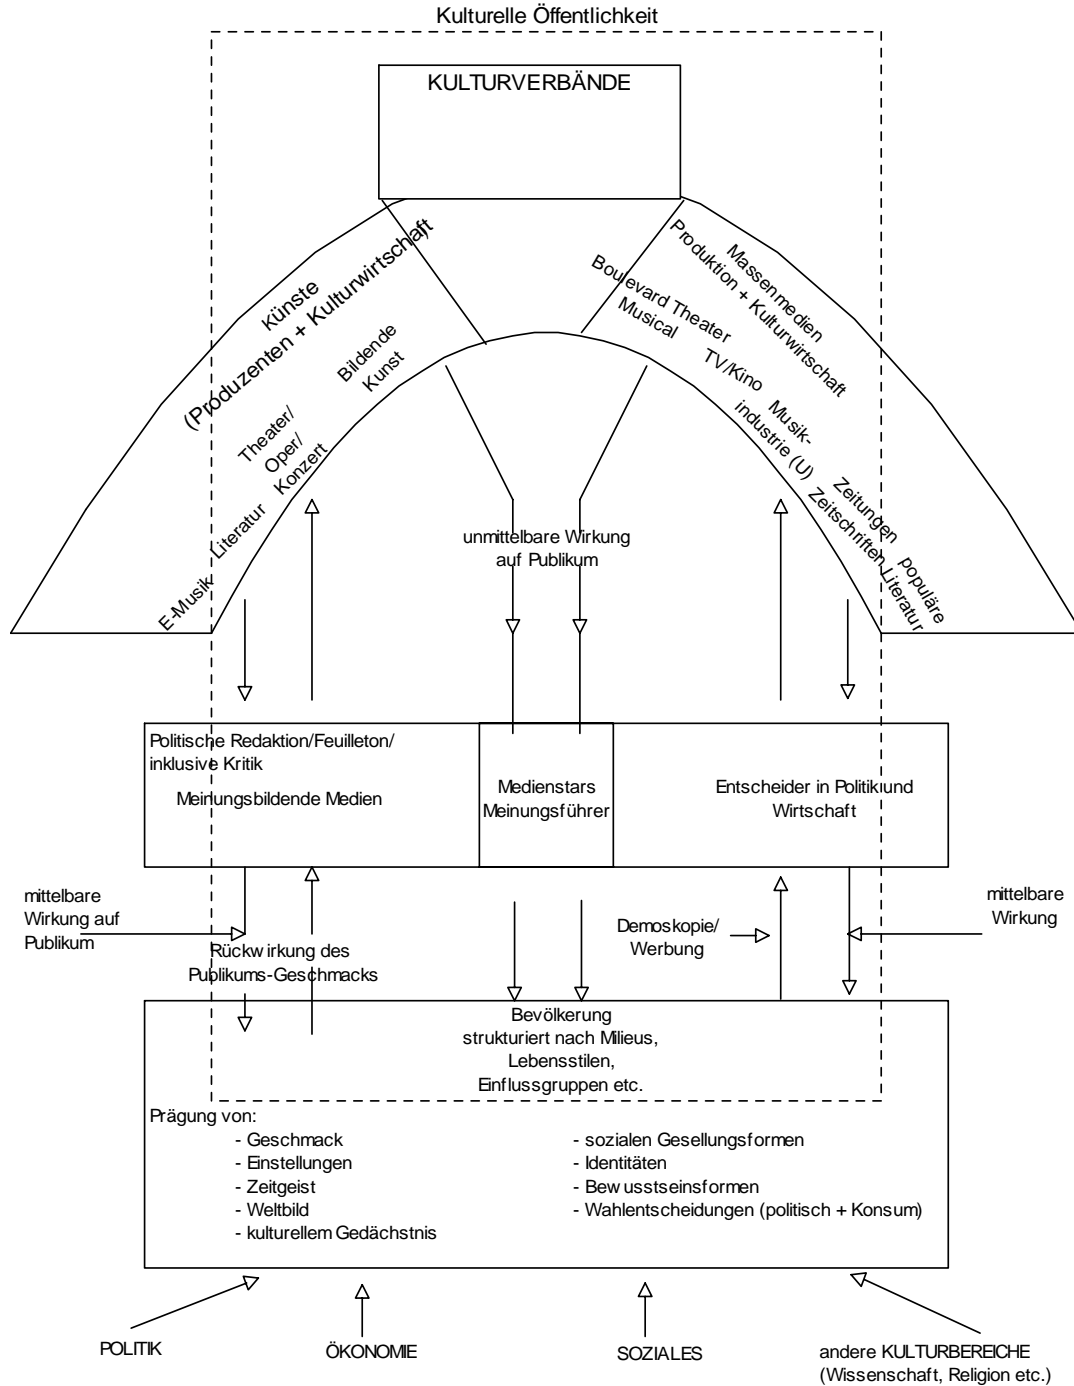 Kulturelle Öffentlichkeit
KULTURVERBÄNDE
Künste
(Produzenten + Kulturwirtschaft
Bildende
Kunst
Theater/
Oper/
Konzert
Literatur
E-Musik
Massenmedien
Produktion + Kulturwirtschaft
Boulevard Theater
Musical
TV/Kino
Musik-
industrie (U)
Zeitungen
Zeitschriften
populäre
Literatur
unmittelbare Wirkung
auf Publikum
Politische Redaktion/Feuilleton/
inklusive Kritik
Meinungsbildende Medien
Medienstars
Meinungsführer
Entscheider in Politik und
Wirtschaft
mittelbare
Wirkung auf
Publikum
Rückwirkung des
Publikums-Geschmacks
Demoskopie/
Werbung
mittelbare
Wirkung
Bevölkerung
strukturiert nach Milieus,
Lebensstilen,
Einflussgruppen etc.
Prägung von:
- Geschmack
- Einstellungen
- Zeitgeist
- Weltbild
- kulturellem Gedächstnis
- sozialen Gesellungsformen
- Identitäten
- Bewusstseinsformen
- Wahlentscheidungen (politisch + Konsum)
POLITIK
ÖKONOMIE
SOZIALES
andere KULTURBEREICHE
(Wissenschaft, Religion etc.)